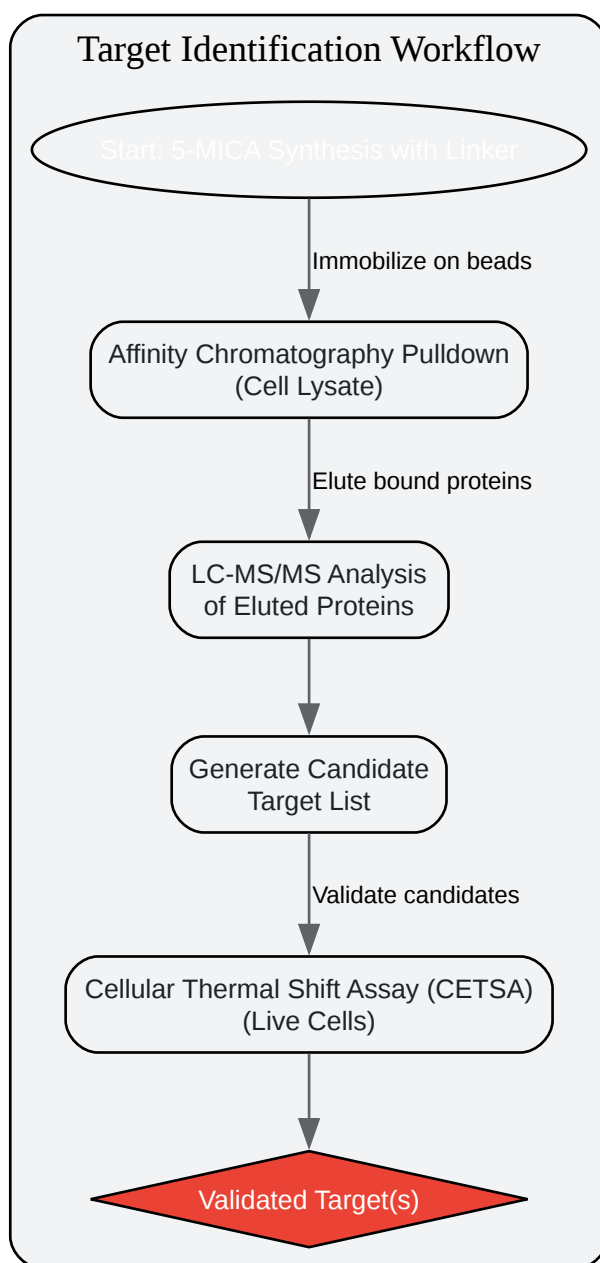 Target Identification Workflow
Start: 5-MICA Synthesis with Linker
Immobilize on beads
Affinity Chromatography Pulldown
(Cell Lysate)
Elute bound proteins
LC-MS/MS Analysis
of Eluted Proteins
Generate Candidate
Target List
Validate candidates
Cellular Thermal Shift Assay (CETSA)
(Live Cells)
Validated Target(s)